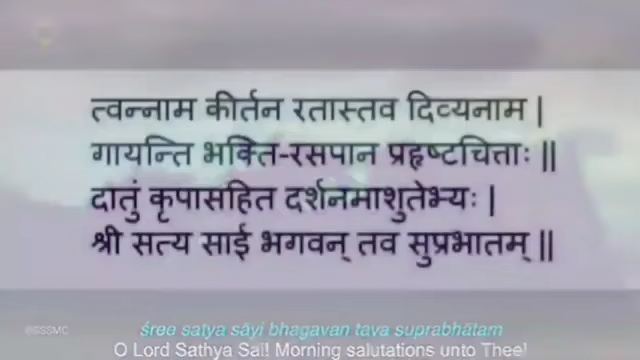 त्वन्नाम कीर्तन रतास्तव दिव्यनाम |
गायन्ति भक्ति-रसपान प्रहृष्टचित्ताः ||
दातुं कृपासहित दर्शनमाशुतेभ्यः |
श्री सत्य साई भगवन् तव सुप्रभातम् ||
@SSSMC
śree satya sāyi bhagavan tava suprabhātam
O Lord Sathya Sai! Morning salutations unto Thee!